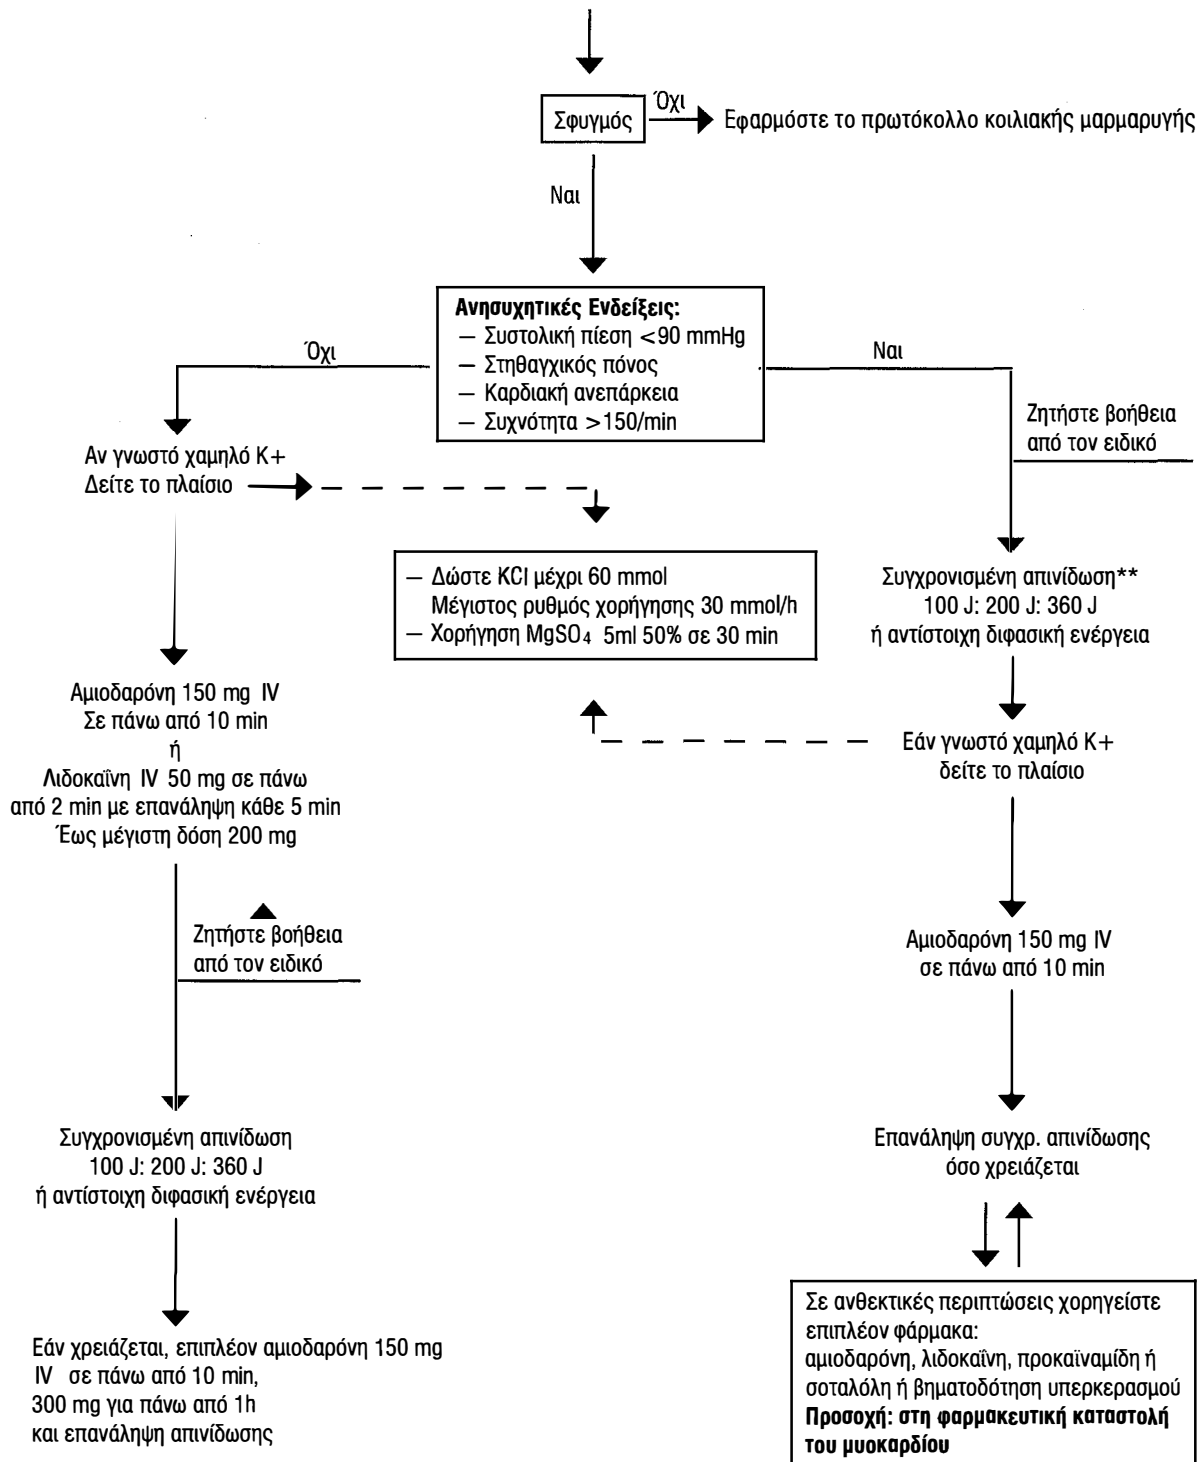 Σφυγμός
Όχι
Εφαρμόστε το πρωτόκολλο κοιλιακής μαρμαρυγής
Ναι
Ανησυχητικές Ενδείξεις:
— Συστολική πίεση <90 mmHg
— Στηθαγχικός πόνος
— Καρδιακή ανεπάρκεια
— Συχνότητα >150/min
Όχι
Ναι
Αν γνωστό χαμηλό K+
Δείτε το πλαίσιο
Ζητήστε βοήθεια
από τον ειδικό
— Δώστε KCl μέχρι 60 mmol
Μέγιστος ρυθμός χορήγησης 30 mmol/h
— Χορήγηση MgSO₄ 5ml 50% σε 30 min
Συγχρονισμένη απινίδωση**
100 J: 200 J: 360 J
ή αντίστοιχη διφασική ενέργεια
Αμιοδαρόνη 150 mg IV
Σε πάνω από 10 min
ή
Λιδοκαΐνη IV 50 mg σε πάνω
από 2 min με επανάληψη κάθε 5 min
Έως μέγιστη δόση 200 mg
Εάν γνωστό χαμηλό K+
δείτε το πλαίσιο
Ζητήστε βοήθεια
από τον ειδικό
Αμιοδαρόνη 150 mg IV
σε πάνω από 10 min
Συγχρονισμένη απινίδωση
100 J: 200 J: 360 J
ή αντίστοιχη διφασική ενέργεια
Επανάληψη συγχρ. απινίδωσης
όσο χρειάζεται
Εάν χρειάζεται, επιπλέον αμιοδαρόνη 150 mg
IV σε πάνω από 10 min,
300 mg για πάνω από 1h
και επανάληψη απινίδωσης
Σε ανθεκτικές περιπτώσεις χορηγείστε
επιπλέον φάρμακα:
αμιοδαρόνη, λιδοκαΐνη, προκαϊναμίδη ή
σοταλόλη ή βηματοδότηση υπερκερασμού
Προσοχή: στη φαρμακευτική καταστολή
του μυοκαρδίου